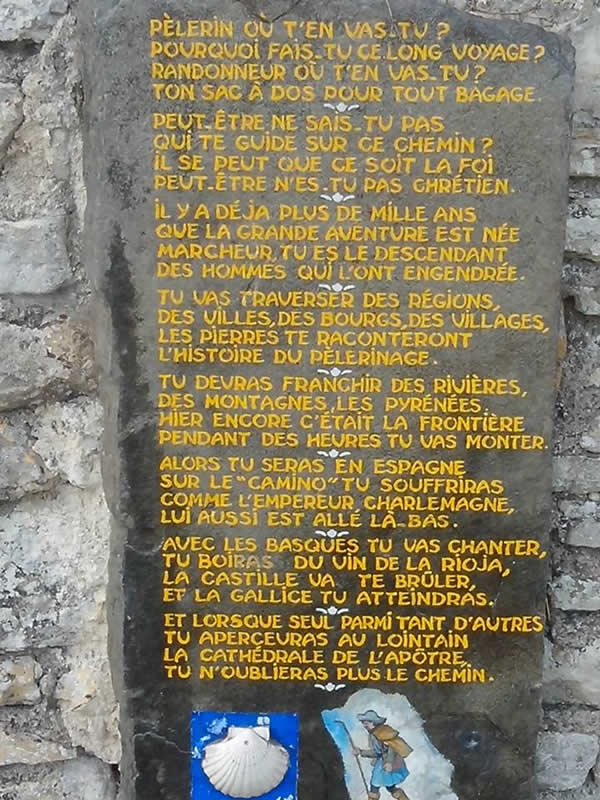 PÈLERIN OÙ T'EN VAS-TU ?
POURQUOI FAIS-TU CE LONG VOYAGE ?
RANDONNEUR OÙ T'EN VAS-TU ?
TON SAC À DOS POUR TOUT BAGAGE.
PEUT-ÊTRE NE SAIS-TU PAS
QUI TE GUIDE SUR CE CHEMIN ?
IL SE PEUT QUE CE SOIT LA FOI
PEUT-ÊTRE N'ES-TU PAS CHRÉTIEN.
IL Y A DÉJA PLUS DE MILLE ANS
QUE LA GRANDE AVENTURE EST NÉE
MARCHEUR, TU ES LE DESCENDANT
DES HOMMES QUI L'ONT ENGENDRÉE.
TU VAS TRAVERSER DES RÉGIONS,
DES VILLES, DES BOURGS, DES VILLAGES,
LES PIERRES TE RACONTERONT
L'HISTOIRE DU PÈLERINAGE.
TU DEVRAS FRANCHIR DES RIVIÈRES,
DES MONTAGNES, LES PYRÉNÉES.
HIER ENCORE C'ÉTAIT LA FRONTIÈRE
PENDANT DES HEURES TU VAS MONTER.
ALORS TU SERAS EN ESPAGNE
SUR LE "CAMINO" TU SOUFFRIRAS
COMME L'EMPEREUR CHARLEMAGNE,
LUI AUSSI EST ALLÉ LÀ-BAS.
AVEC LES BASQUES TU VAS CHANTER,
TU BOIRAS DU VIN DE LA RIOJA,
LA CASTILLE VA TE BRÛLER,
ET LA GALLICE TU ATTEINDRAS.
ET LORSQUE SEUL PARMI TANT D'AUTRES
TU APERCEURAS AU LOINTAIN
LA CATHÉDRALE DE L'APÔTRE
TU N'OUBLIERAS PLUS LE CHEMIN.